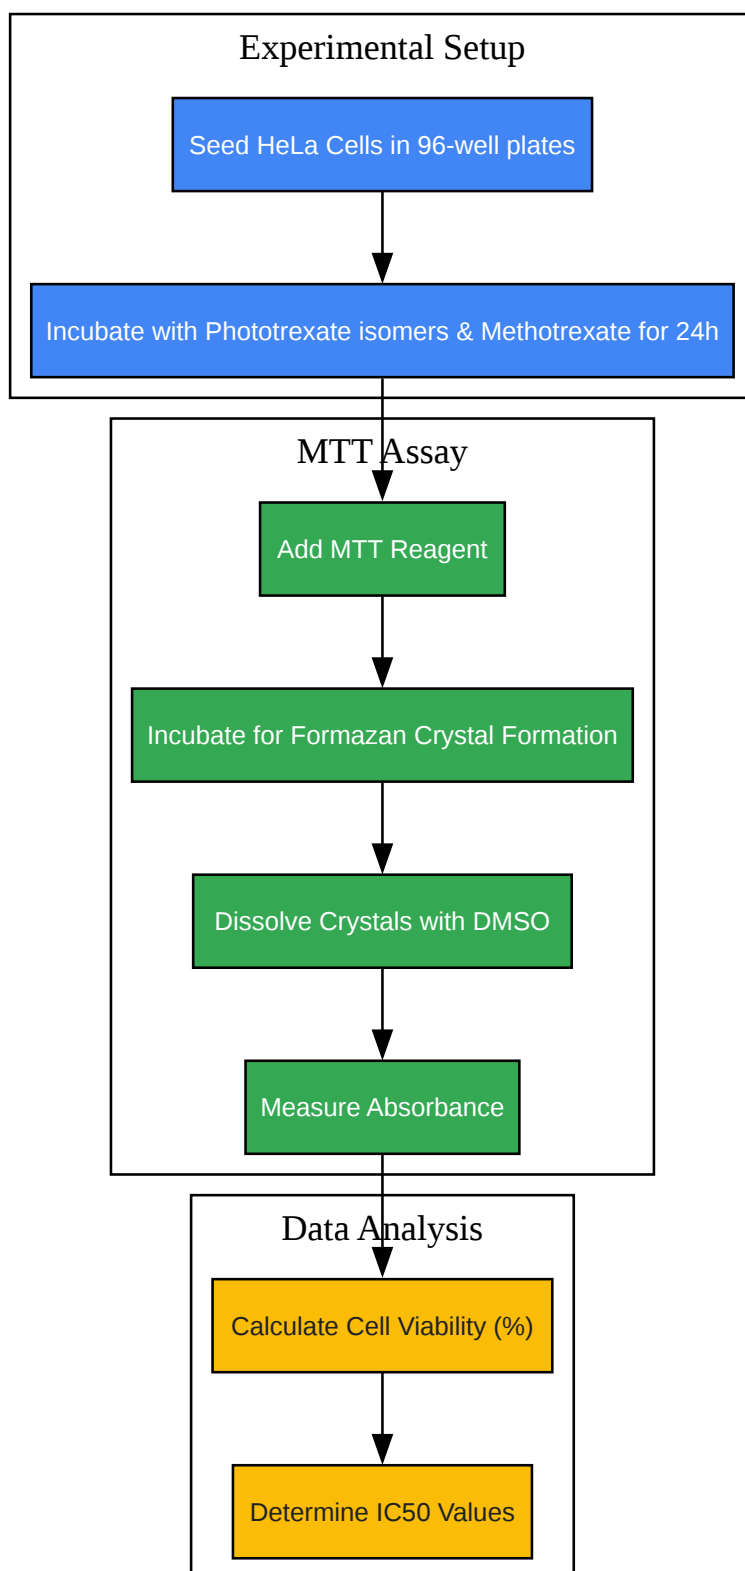 Experimental Setup
Seed HeLa Cells in 96-well plates
Incubate with Phototrexate isomers & Methotrexate for 24h
MTT Assay
Add MTT Reagent
Incubate for Formazan Crystal Formation
Dissolve Crystals with DMSO
Measure Absorbance
Data Analysis
Calculate Cell Viability (%)
Determine IC50 Values